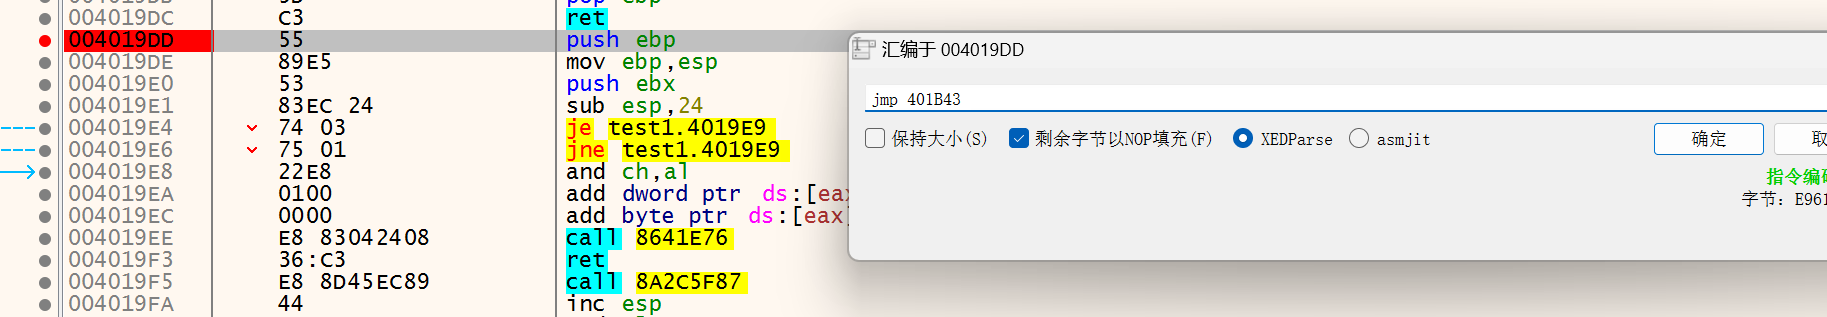 004019DC C3 ret
004019DD 55 push ebp
汇编于 004019DD
004019DE 89E5 mov ebp,esp
004019E0 53 push ebx
jmp 401B43
004019E1 83EC 24 sub esp,24
004019E4 74 03 je test1.4019E9
保持大小(S) 剩余字节以NOP填充(F) XEDParse asmjit 确定 取
004019E6 75 01 jne test1.4019E9
004019E8 22E8 and ch,al
指令编
004019EA 0100 add dword ptr ds:[eax
字节: E961
004019EC 0000 add byte ptr ds:[eax]
004019EE E8 83042408 call 8641E76
004019F3 36:C3 ret
004019F5 E8 8D45EC89 call 8A2C5F87
004019FA 44 inc esp